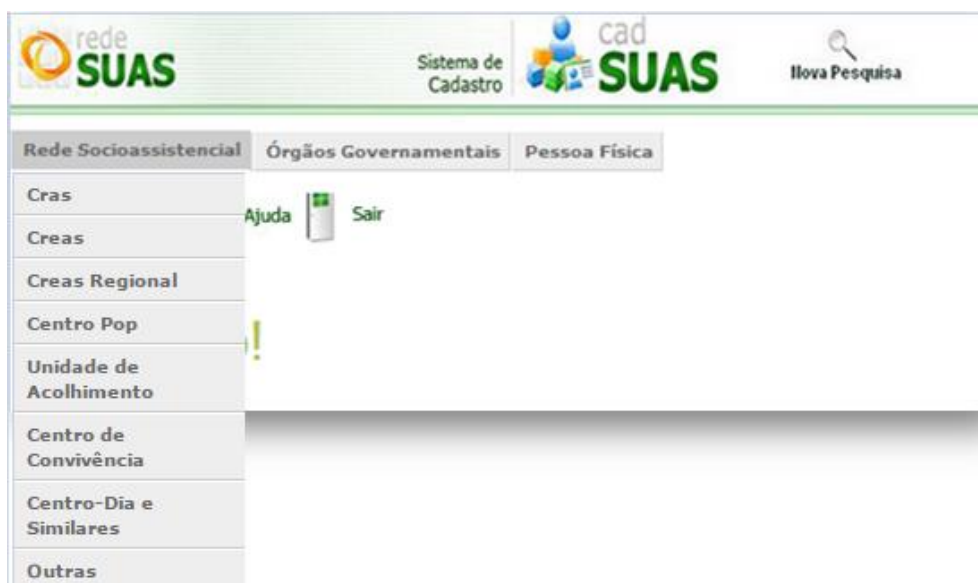 rede
SUAS
Sistema de
Cadastro
cad
SUAS
Nova Pesquisa
Rede Socioassistencial
Órgãos Governamentais
Pessoa Física
Cras
Ajuda
Sair
Creas
Creas Regional
Centro Pop
!
Unidade de
Acolhimento
Centro de
Convivência
Centro-Dia e
Similares
Outras